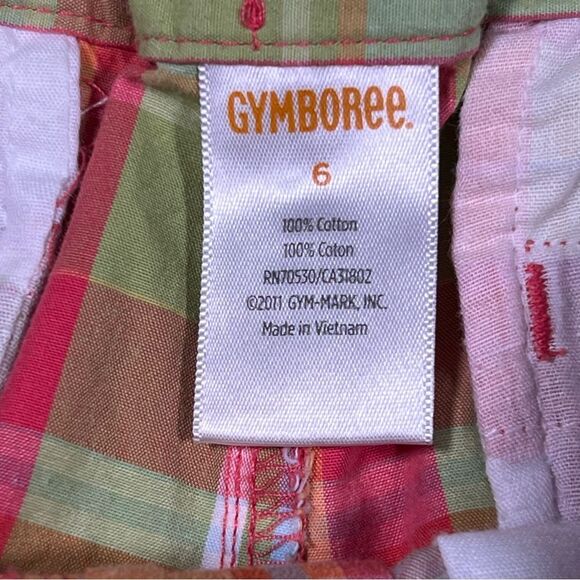 GYMBOREE.
6
100% Cotton
100% Coton
RN70530/CA31802
©2011 GYM-MARK, INC.
Made in Vietnam